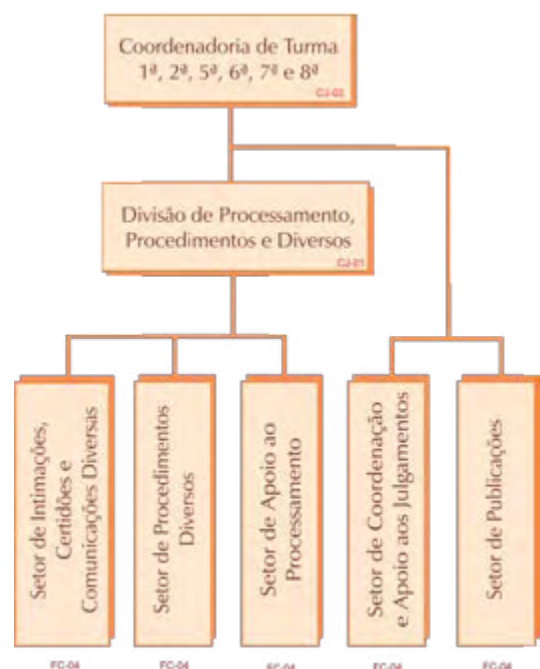 Coordenadoria de Turma
1ª, 2ª, 5ª, 6ª, 7ª e 8ª
CJ-02
Divisão de Processamento,
Procedimentos e Diversos
CJ-01
Setor de Intimações,
Certidões e
Comunicações Diversas
Setor de Procedimentos
Diversos
Setor de Apoio ao
Processamento
Setor de Coordenação
e Apoio aos Julgamentos
Setor de Publicações
FC-04
FC-04
FC-04
FC-04
FC-04